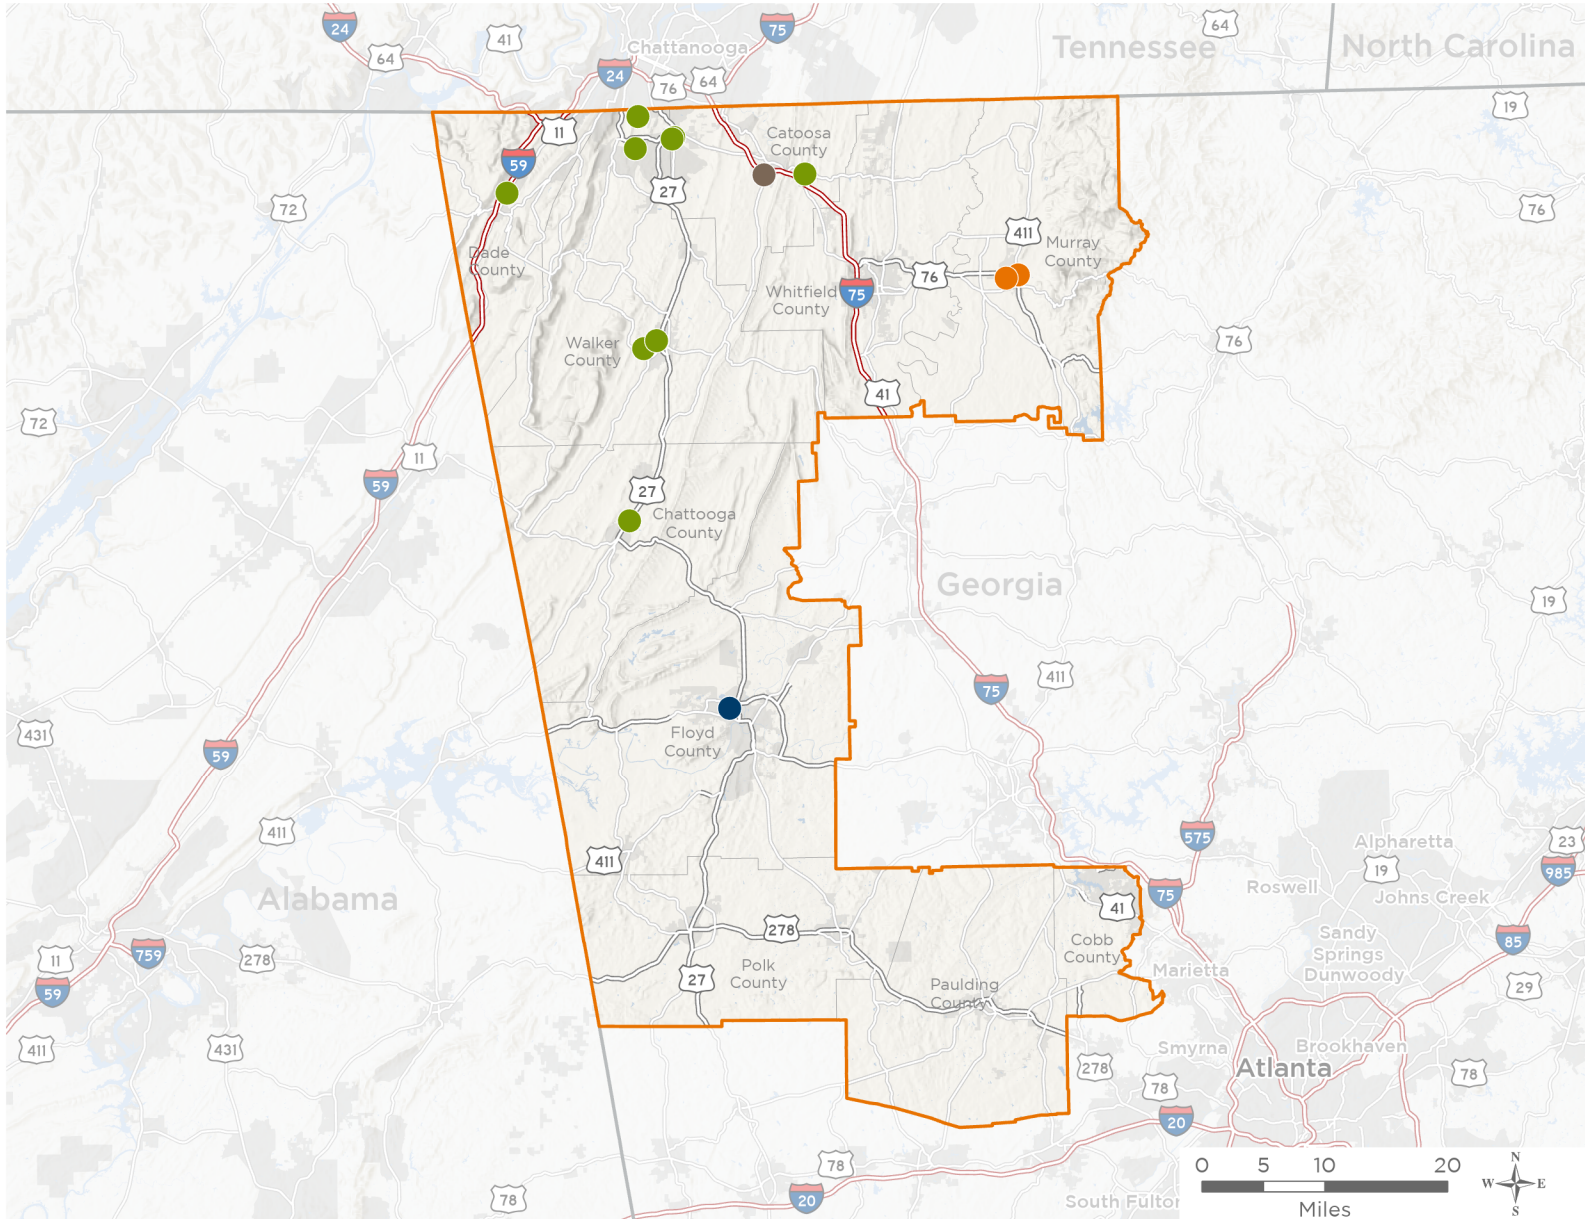 24
41
75
64
Tennessee
North Carolina
64
Chattanooga
24
76
64
19
11
Catoosa
County
59
27
72
76
411
Murray
County
Dade
County
76
Whitfield
County
75
Walker
County
76
41
72
11
59
27
Chattooga
County
Georgia
19
411
75
431
59
Floyd
County
411
575
Alpharetta
23
411
19
985
Alabama
75
Roswell
Johns Creek
41
278
Sandy
Springs
Dunwoody
85
Cobb
County
11
759
278
Polk
County
27
Paulding
County
Marietta
29
59
411
431
Smyrna
Brookhaven
278
Atlanta
78
78
20
78
20
78
South Fulton
0 5 10 20
Miles
N
W E
S